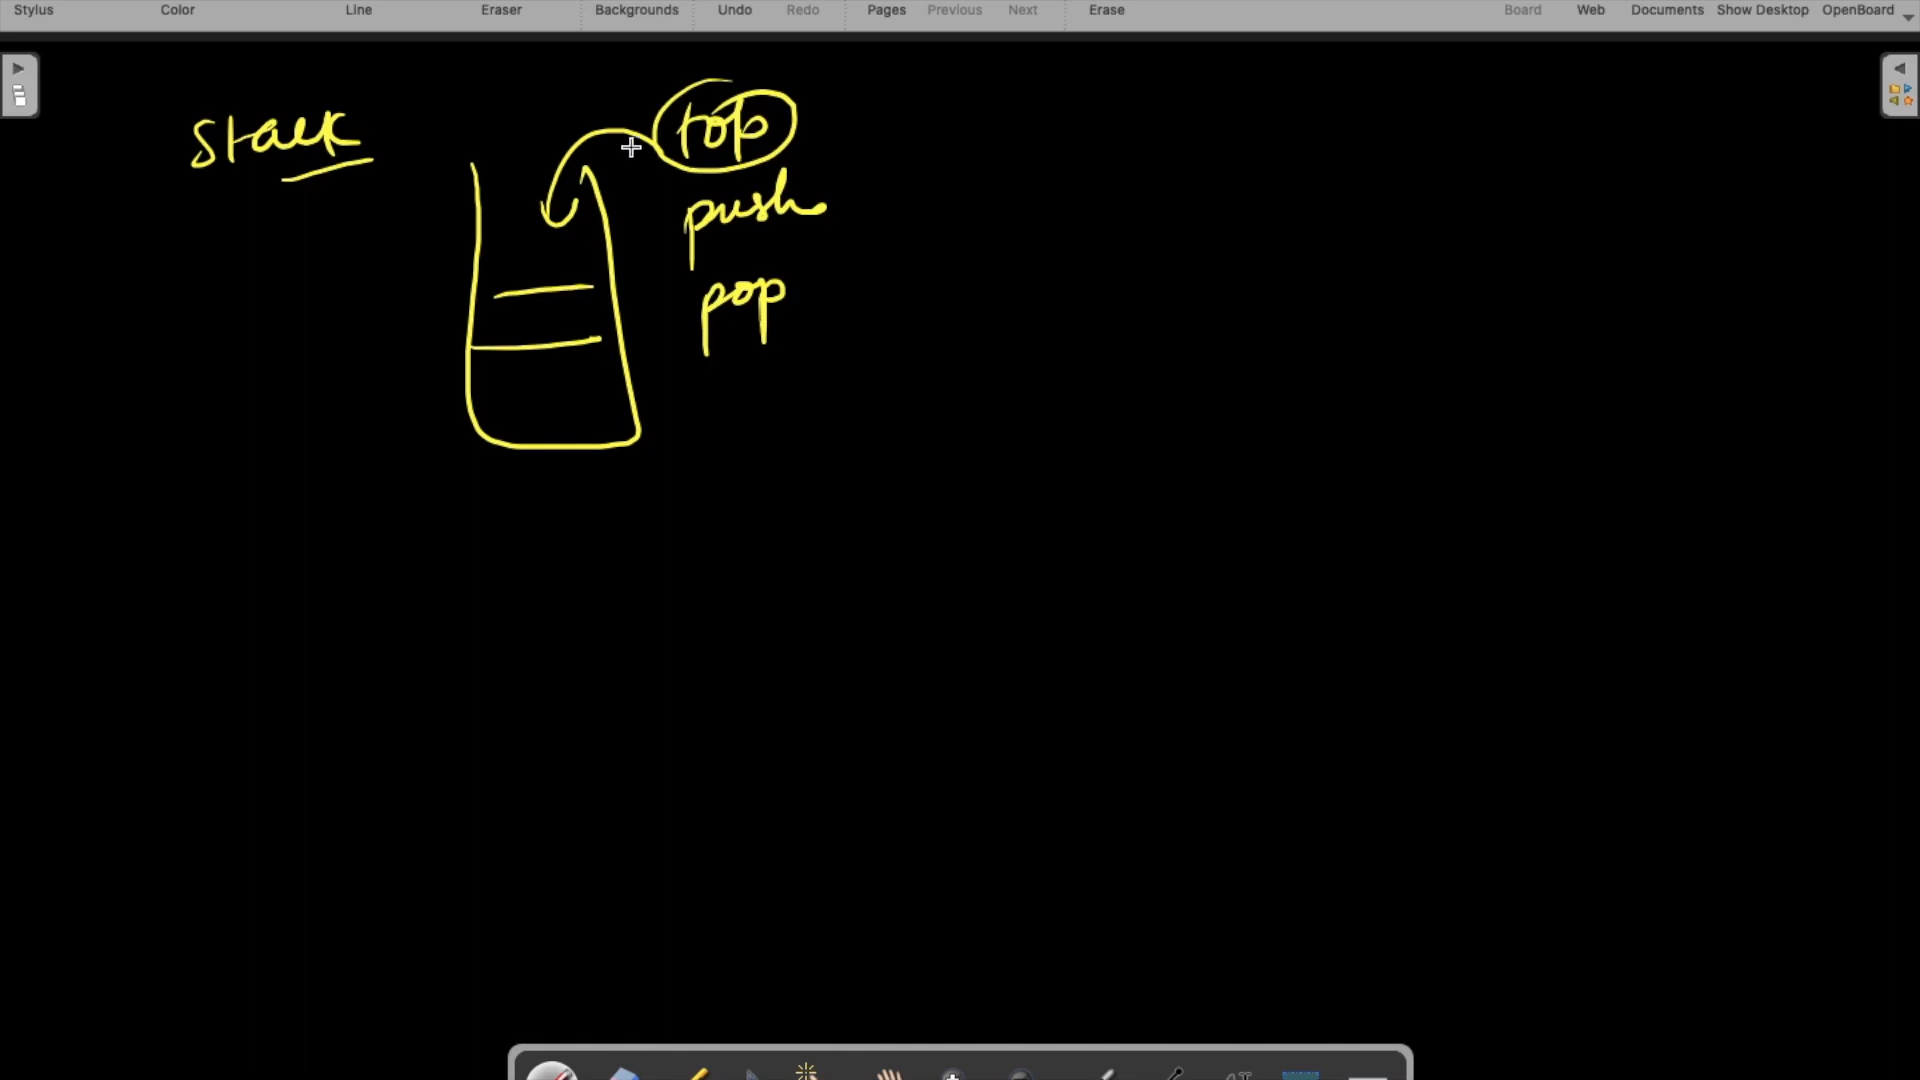 Stylus Color Line Eraser Backgrounds Undo Redo Pages Previous Next Erase Board Web Documents Show Desktop OpenBoard
stack
top
push
pop